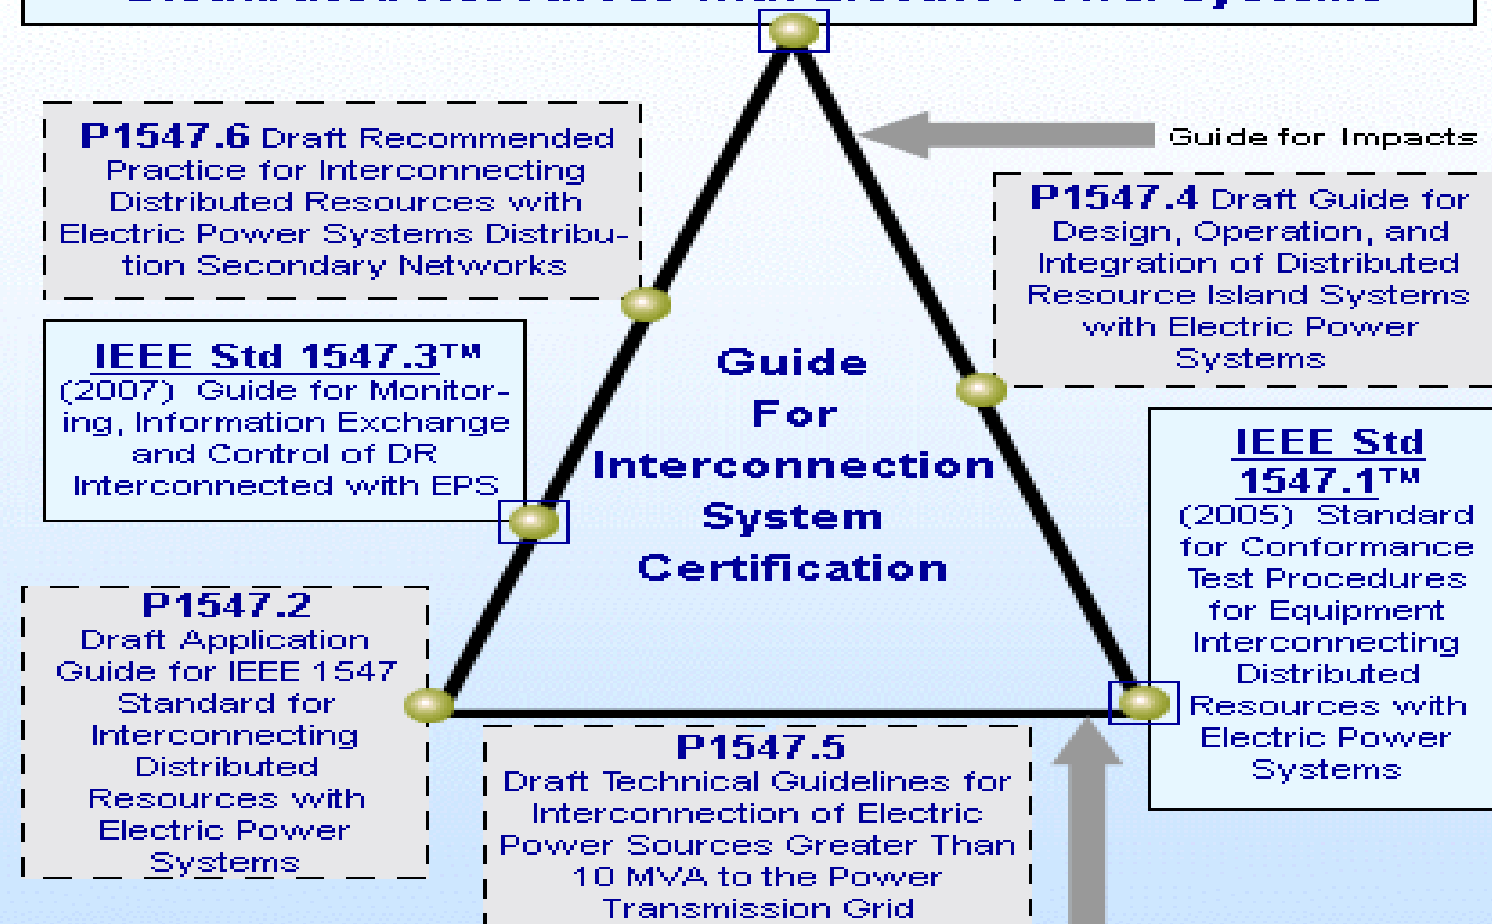 Distributed Resources with Electric Power Systems
Guide for Impacts
P1547.6 Draft Recommended
Practice for Interconnecting
Distributed Resources with
Electric Power Systems Distribu-
tion Secondary Networks
P1547.4 Draft Guide for
Design, Operation, and
Integration of Distributed
Resource Island Systems
with Electric Power
Systems
IEEE Std 1547.3™
(2007) Guide for Monitor-
ing, Information Exchange
and Control of DR
Interconnected with EPS
Guide
For
Interconnection
System
Certification
IEEE Std
1547.1™
(2005) Standard
for Conformance
Test Procedures
for Equipment
Interconnecting
Distributed
Resources with
Electric Power
Systems
P1547.2
Draft Application
Guide for IEEE 1547
Standard for
Interconnecting
Distributed
Resources with
Electric Power
Systems
P1547.5
Draft Technical Guidelines for
Interconnection of Electric
Power Sources Greater Than
10 MVA to the Power
Transmission Grid